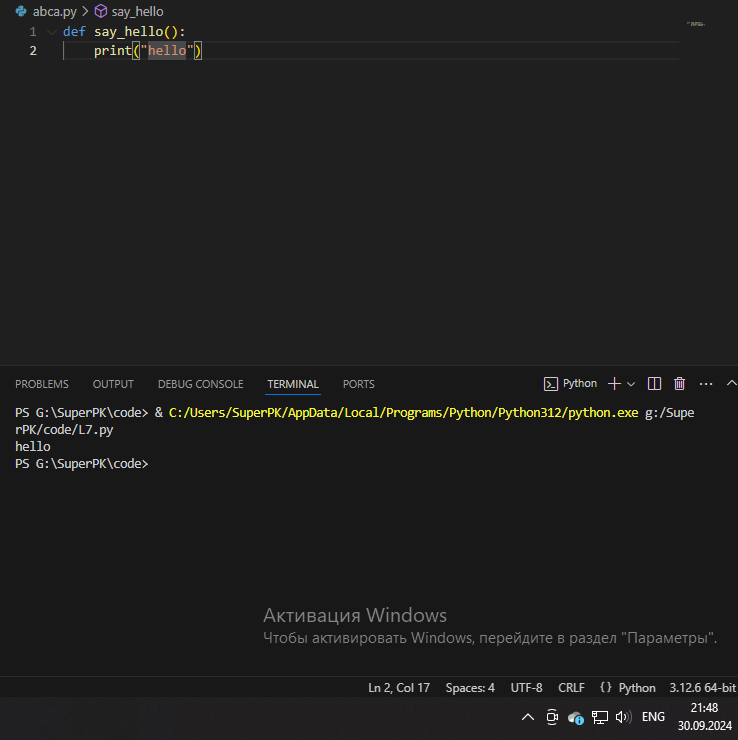 abca.py > say_hello
1 def say_hello():
2 print("hello")
PROBLEMS OUTPUT DEBUG CONSOLE TERMINAL PORTS Python
PS G:\SuperPK\code> & C:/Users/SuperPK/AppData/Local/Programs/Python/Python312/python.exe g:/Supe
rPK/code/L7.py
hello
PS G:\SuperPK\code>
Активация Windows
Чтобы активировать Windows, перейдите в раздел "Параметры".
Ln 2, Col 17 Spaces: 4 UTF-8 CRLF {} Python 3.12.6 64-bit
21:48
ENG
30.09.2024